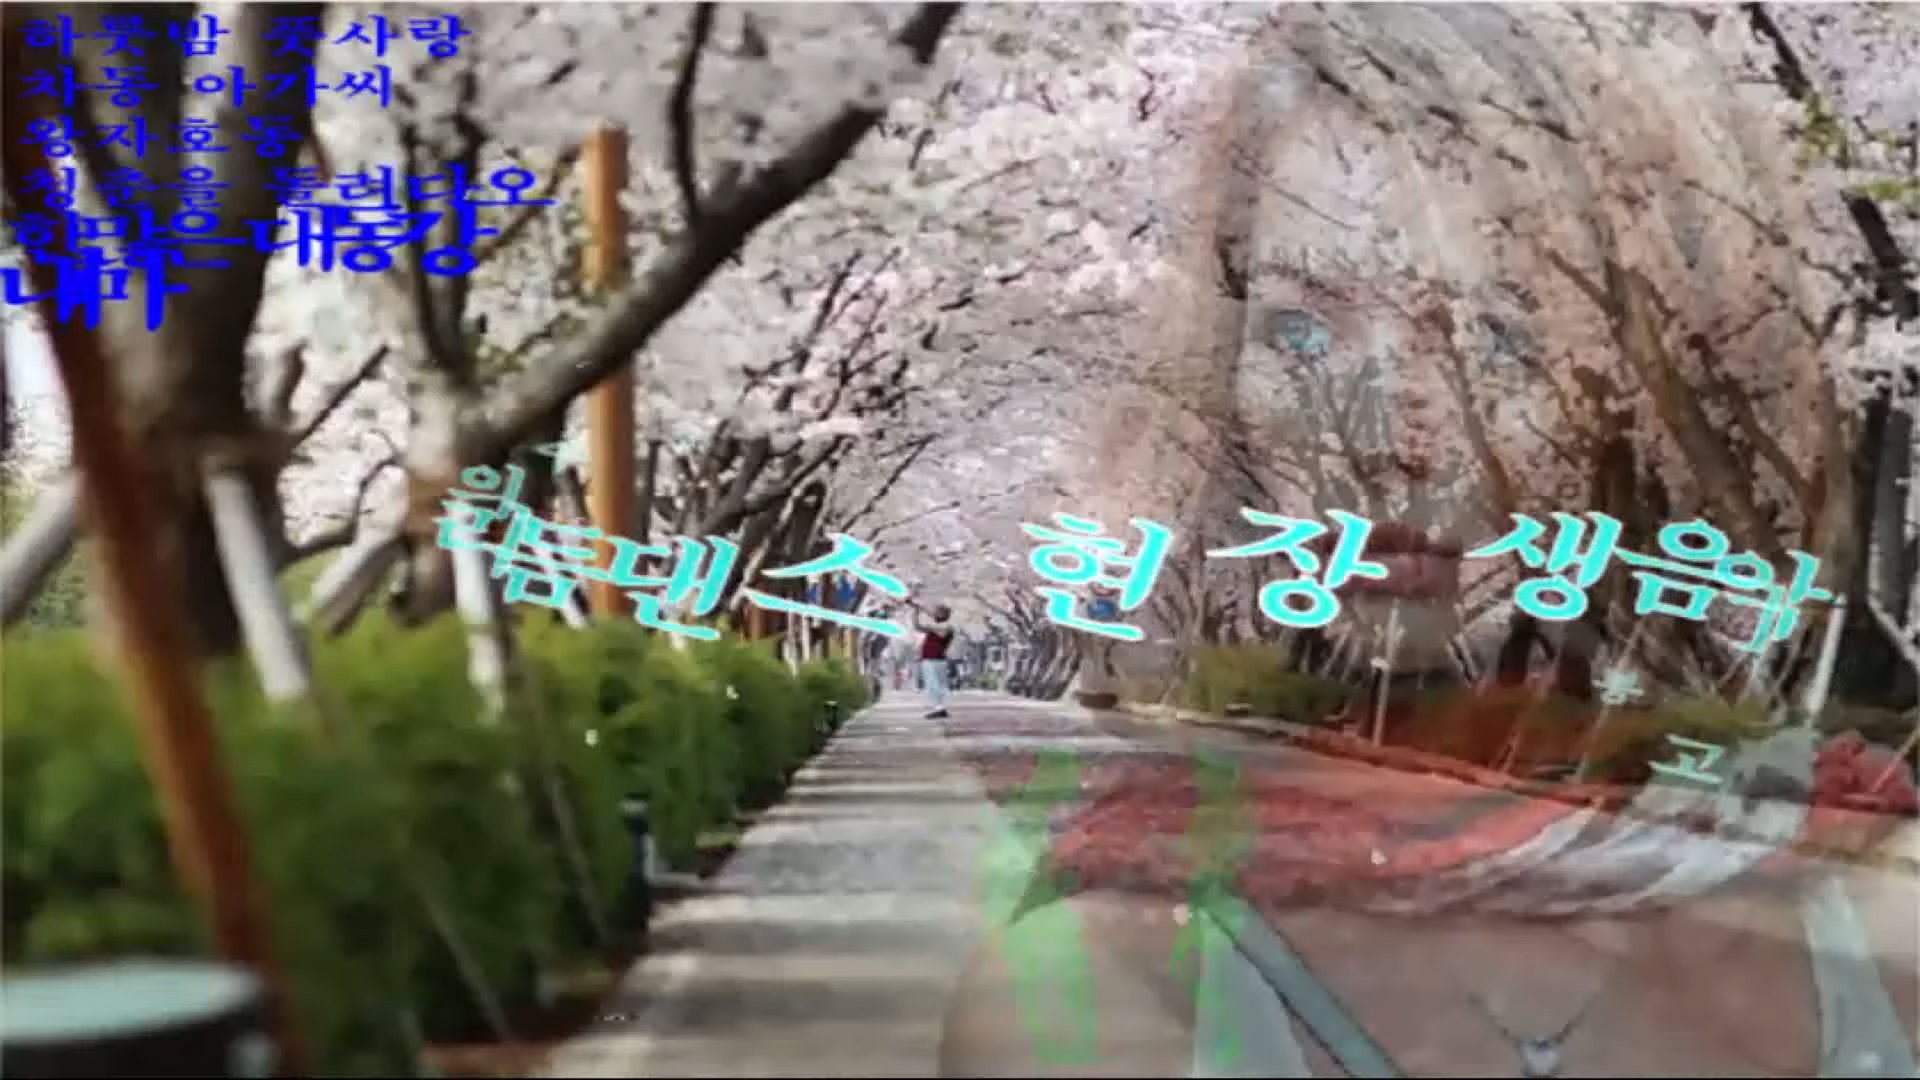 하룻밤 풋사랑
차동 아가씨
왕자호동
청춘을 돌려다오
한많은 대동강
내마
리듬댄스 현장 생음악
고